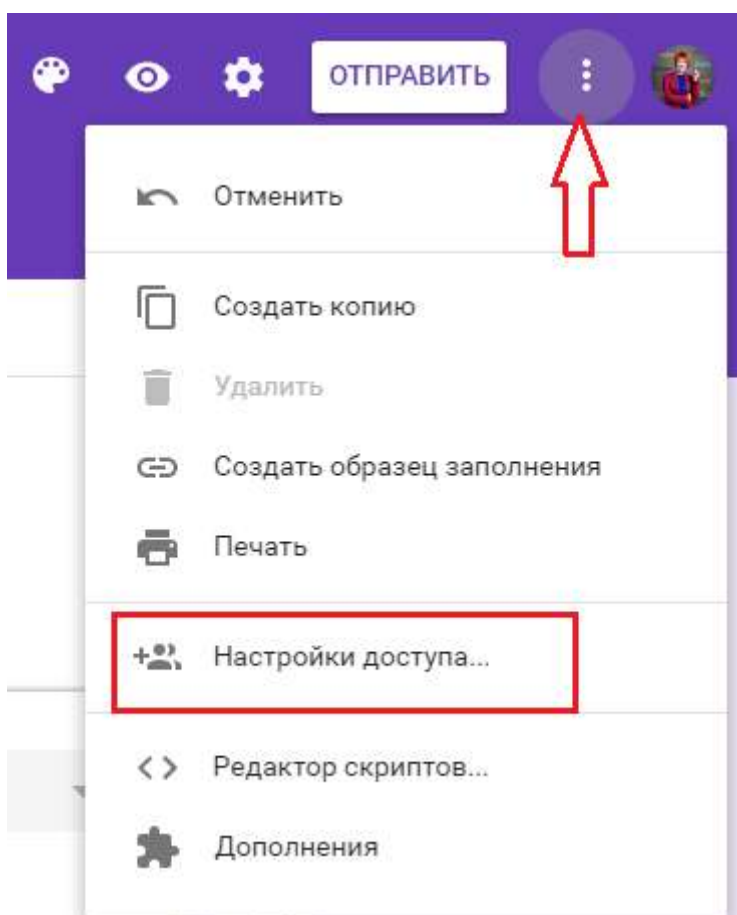 ОТПРАВИТЬ
Отменить
Создать копию
Удалить
Создать образец заполнения
Печать
Настройки доступа...
Редактор скриптов...
Дополнения